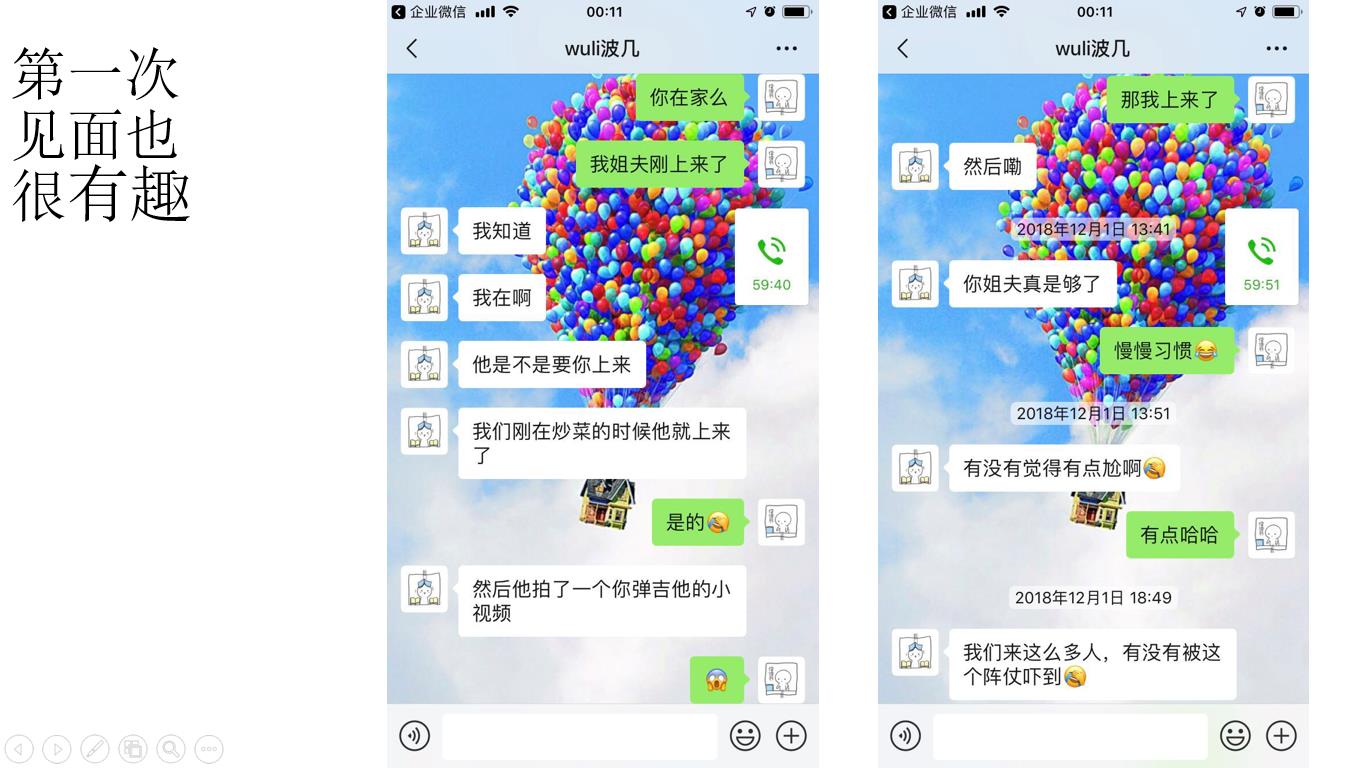 第一次
见面也
很有趣
企业微信
00:11
wuli波几
你在家么
我姐夫刚上来了
我知道
59:40
我在啊
他是不是要你上来
我们刚在炒菜的时候他就上来
了
是的😂
然后他拍了一个你弹吉他的小
视频
😱
企业微信
00:11
wuli波几
那我上来了
然后嘞
2018年12月1日 13:41
59:51
你姐夫真是够了
慢慢习惯😂
2018年12月1日 13:51
有没有觉得有点尬啊😂
有点哈哈
2018年12月1日 18:49
我们来这么多人，有没有被这
个阵仗吓到😂